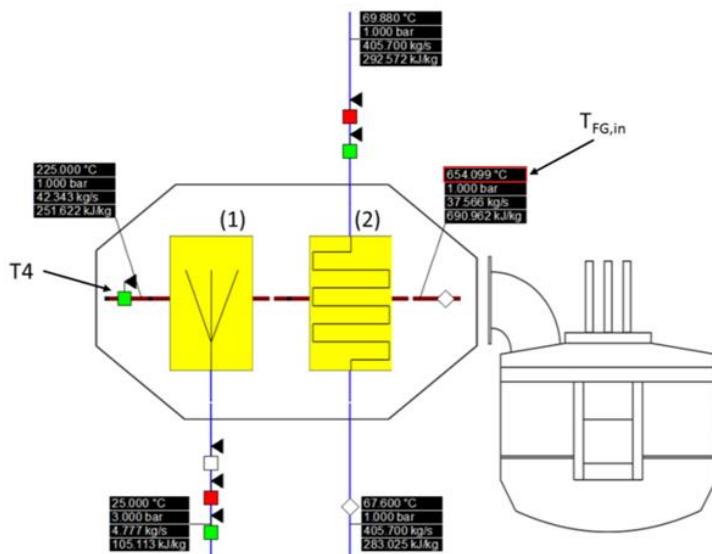 69.880 °C
1.000 bar
405.700 kg/s
292.572 kJ/kg
T_FG,in
225.000 °C
1.000 bar
42.343 kg/s
251.622 kJ/kg
654.099 °C
1.000 bar
37.566 kg/s
690.962 kJ/kg
(1)
(2)
T4
25.000 °C
3.000 bar
4.777 kg/s
105.113 kJ/kg
67.600 °C
1.000 bar
405.700 kg/s
283.025 kJ/kg